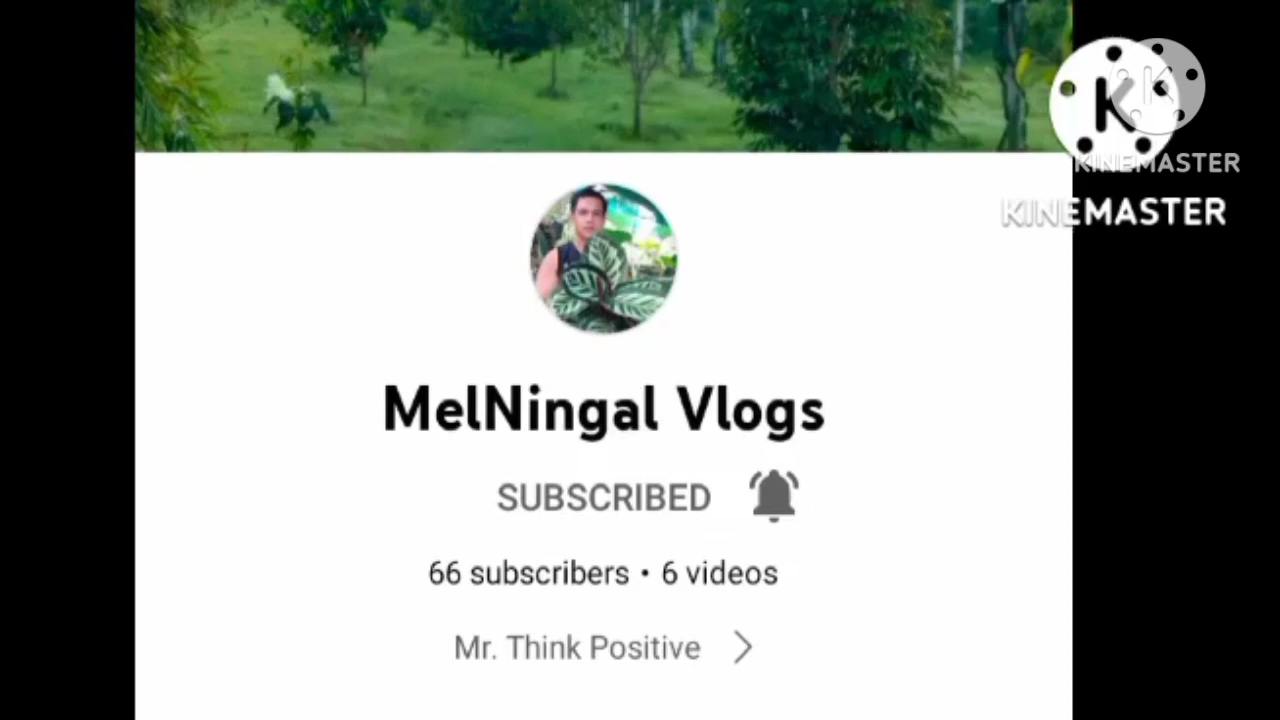 K
K
KINEMASTER
KINEMASTER
MelNingal Vlogs
SUBSCRIBED
66 subscribers • 6 videos
Mr. Think Positive